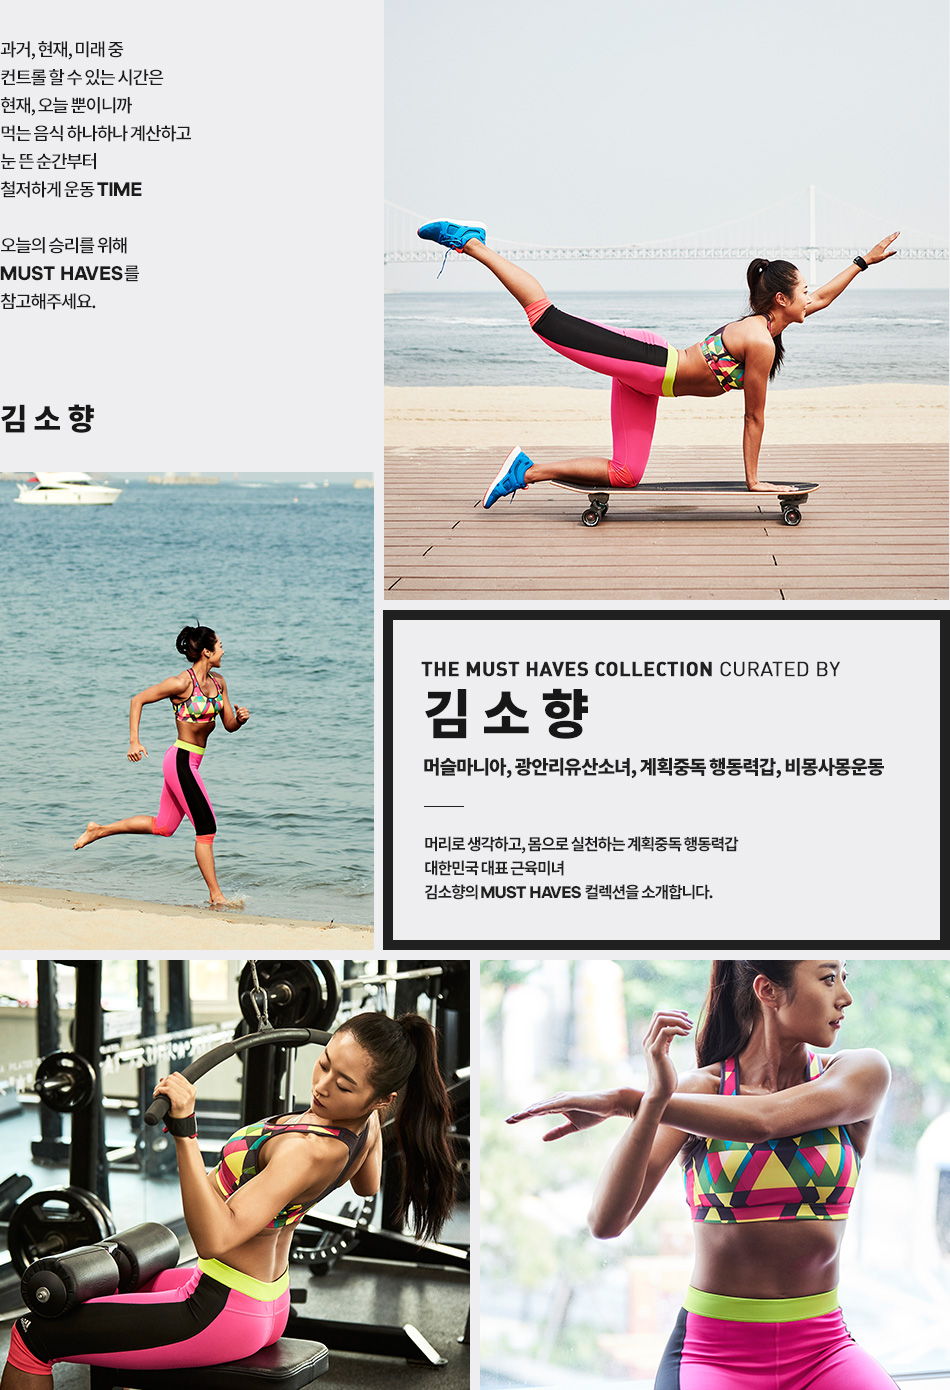 과거, 현재, 미래 중
컨트롤 할 수 있는 시간은
현재, 오늘 뿐이니까
먹는 음식 하나하나 계산하고
눈 뜬 순간부터
철저하게 운동 TIME
오늘의 승리를 위해
MUST HAVES를
참고해주세요.
김소향
THE MUST HAVES COLLECTION CURATED BY
김소향
머슬마니아, 광안리유산소녀, 계획중독 행동력갑, 비몽사몽운동
머리로 생각하고, 몸으로 실천하는 계획중독 행동력갑
대한민국 대표 근육미녀
김소향의 MUST HAVES 컬렉션을 소개합니다.